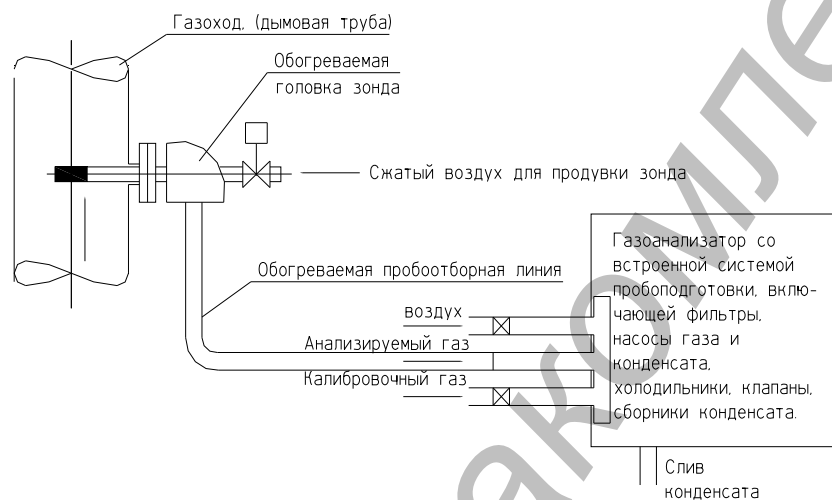 Газоход, (дымовая труба)
Обогреваемая
головка зонда
Сжатый воздух для продувки зонда
Газоанализатор со
встроенной системой
пробоподготовки, вклю-
чающей фильтры,
насосы газа и
конденсата,
холодильники, клапаны,
сборники конденсата.
Обогреваемая пробоотборная линия
воздух
Анализируемый газ
Калибровочный газ
Слив
конденсата